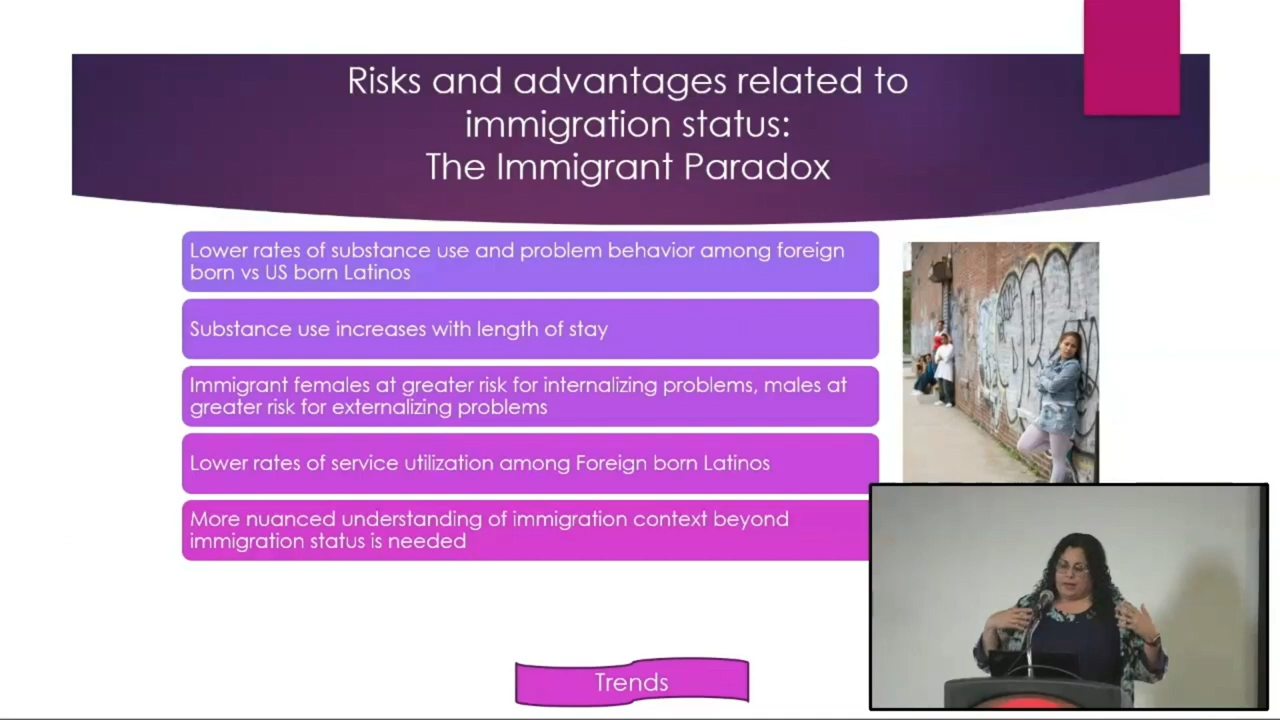 Risks and advantages related to
immigration status:
The Immigrant Paradox
Lower rates of substance use and problem behavior among foreign
born vs US born Latinos
Substance use increases with length of stay
Immigrant females at greater risk for internalizing problems, males at
greater risk for externalizing problems
Lower rates of service utilization among Foreign born Latinos
More nuanced understanding of immigration context beyond
immigration status is needed
Trends